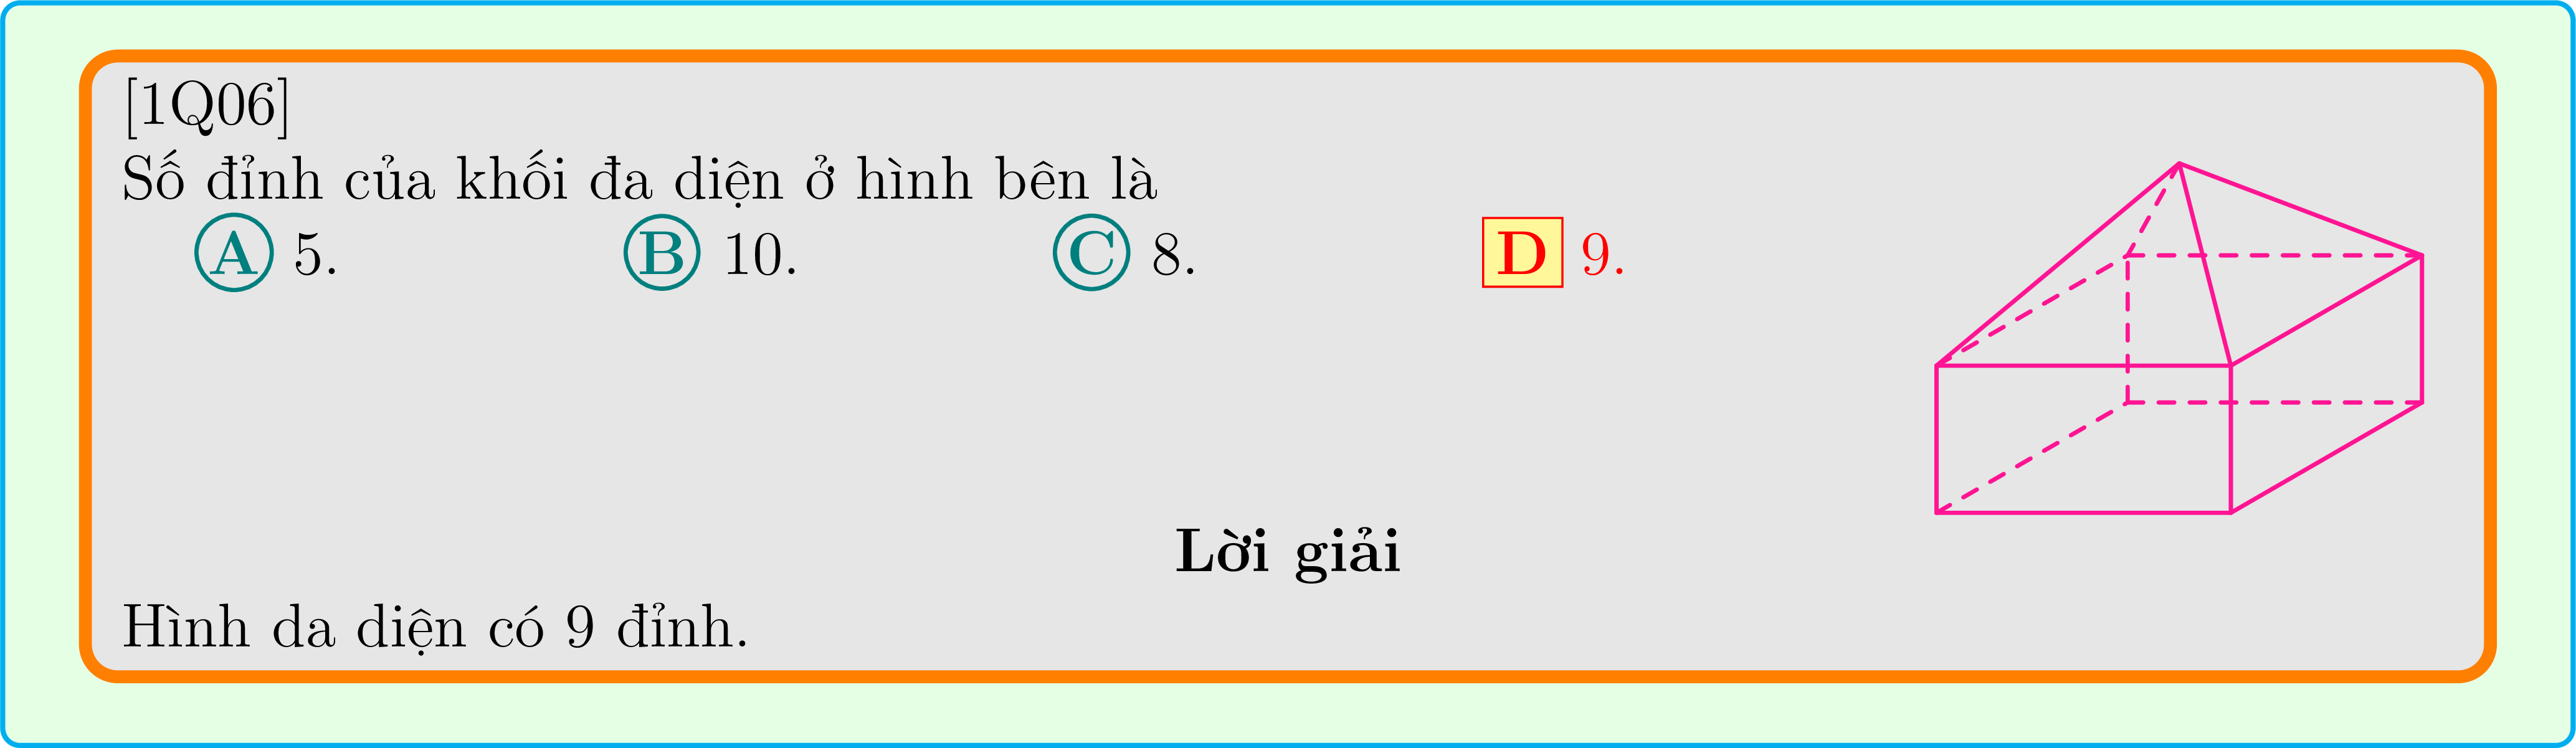 [1Q06]
Số đỉnh của khối đa diện ở hình bên là
A 5. B 10. C 8. D 9.
Lời giải
Hình da diện có 9 đỉnh.